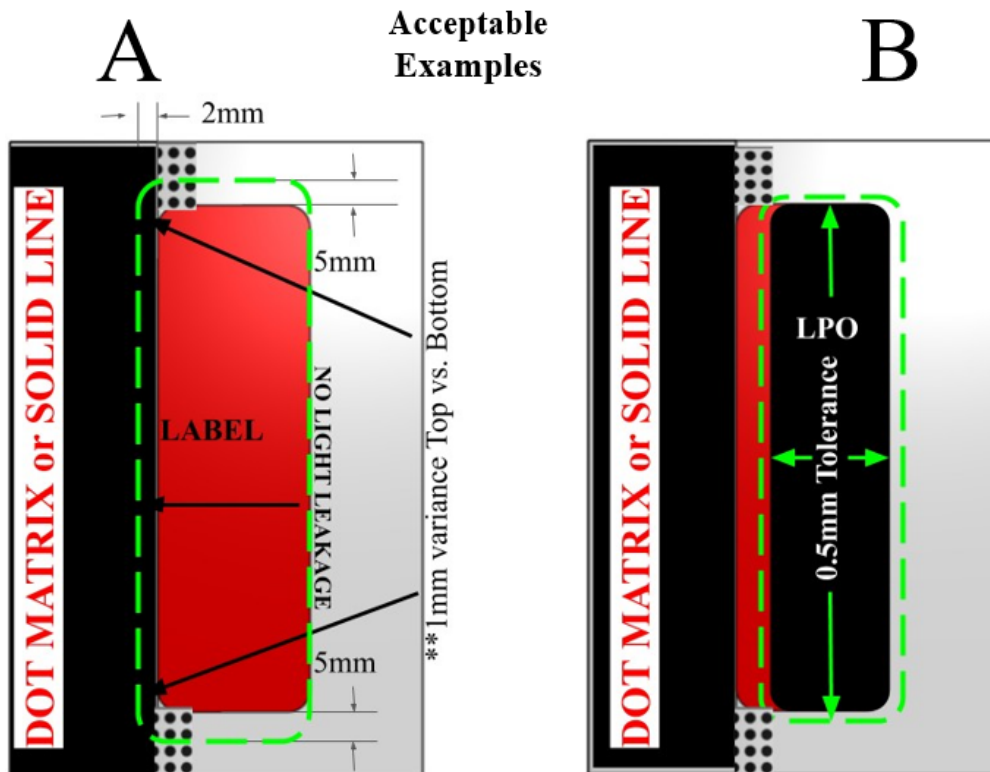 A
Acceptable
Examples
B
2mm
DOT MATRIX or SOLID LINE
5mm
LABEL
NO LIGHT LEAKAGE
**1mm variance Top vs. Bottom
5mm
DOT MATRIX or SOLID LINE
LPO
0.5mm Tolerance